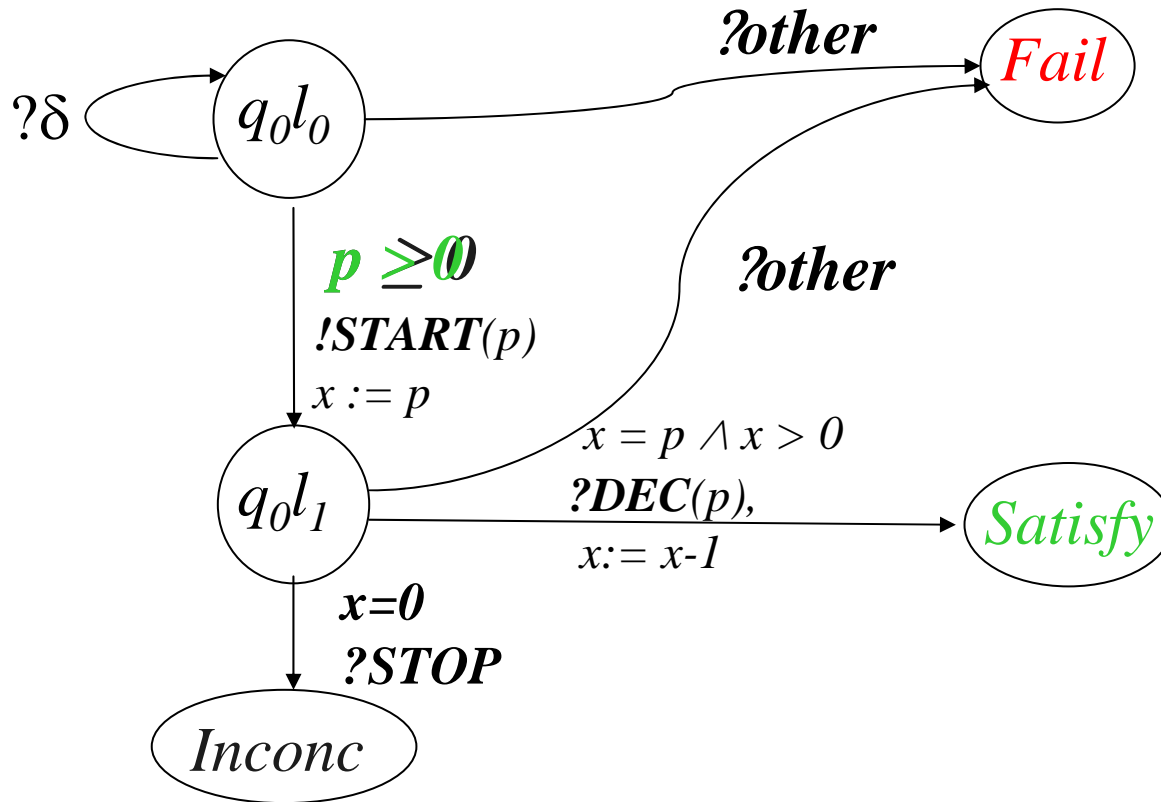 ?other
Fail
q0l0
?δ
p ≥0
?other
!START(p)
x := p
x = p ∧ x > 0
q0l1
?DEC(p),
Satisfy
x:= x-1
x=0
?STOP
Inconc